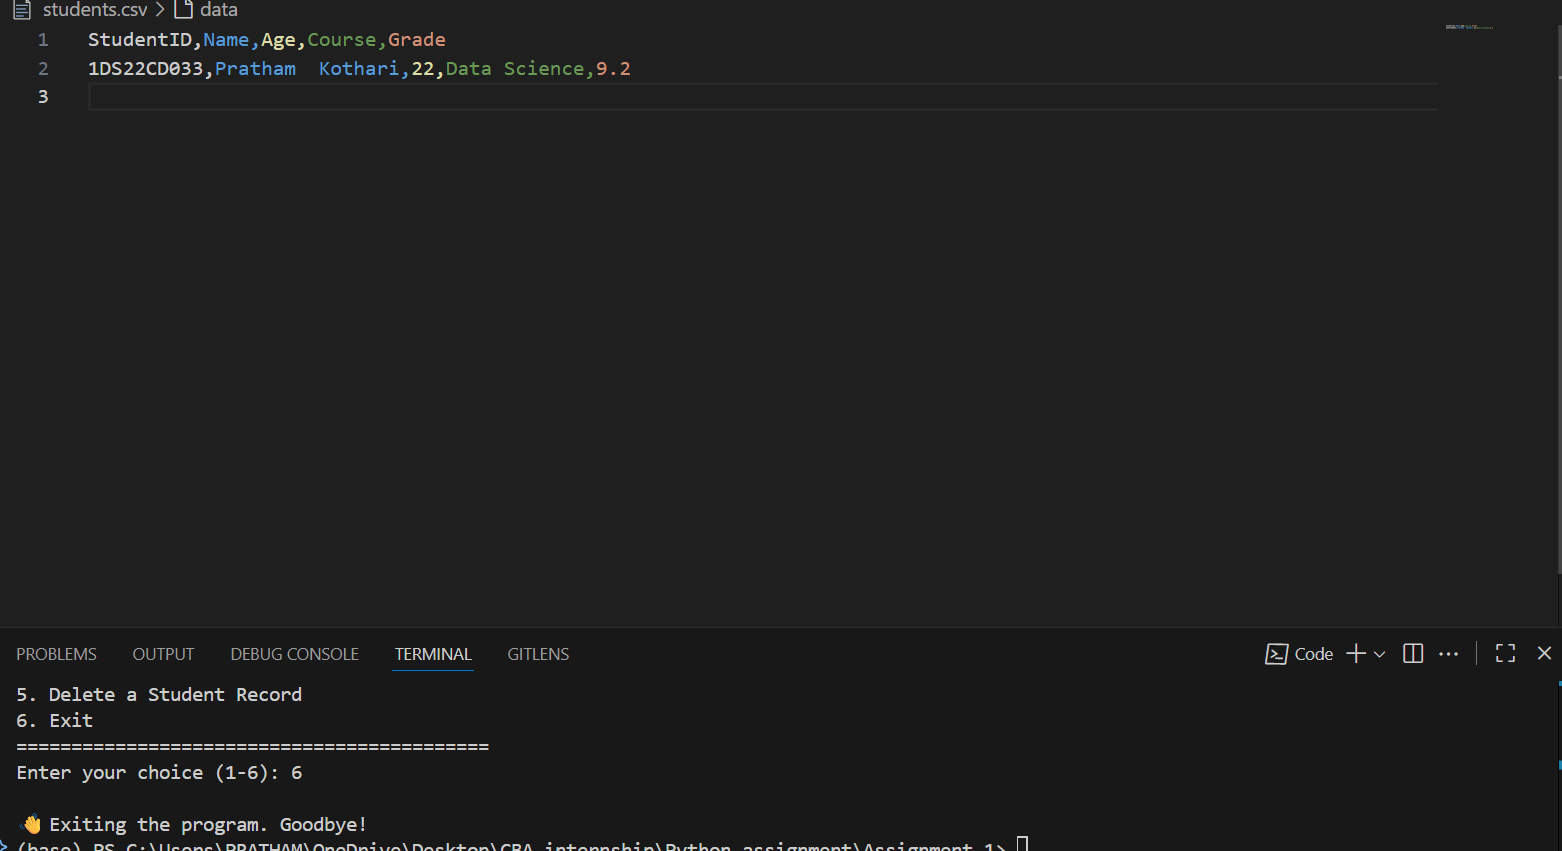 students.csv > data
1 StudentID,Name,Age,Course,Grade
2 1DS22CD033,Pratham  Kothari,22,Data Science,9.2
3
PROBLEMS OUTPUT DEBUG CONSOLE TERMINAL GITLENS Code
5. Delete a Student Record
6. Exit
===========================================
Enter your choice (1-6): 6
👋 Exiting the program. Goodbye!
(base) PS C:\Users\PRATHAM\OneDrive\Desktop\CBA internship\Python assignment\Assignment 1>